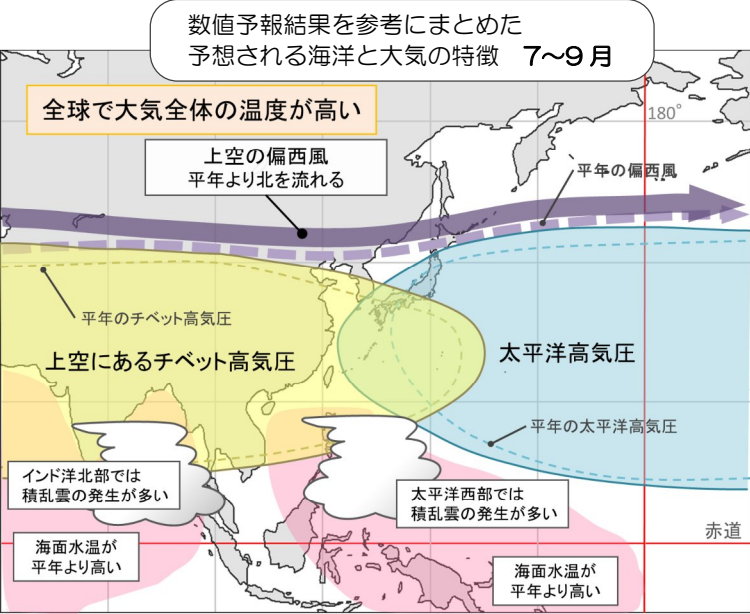 数値予報結果を参考にまとめた
予想される海洋と大気の特徴 7~9月
全球で大気全体の温度が高い
180°
上空の偏西風
平年より北を流れる
平年の偏西風
平年のチベット高気圧
上空にあるチベット高気圧
太平洋高気圧
平年の太平洋高気圧
インド洋北部では
積乱雲の発生が多い
太平洋西部では
積乱雲の発生が多い
赤道
海面水温が
平年より高い
海面水温が
平年より高い